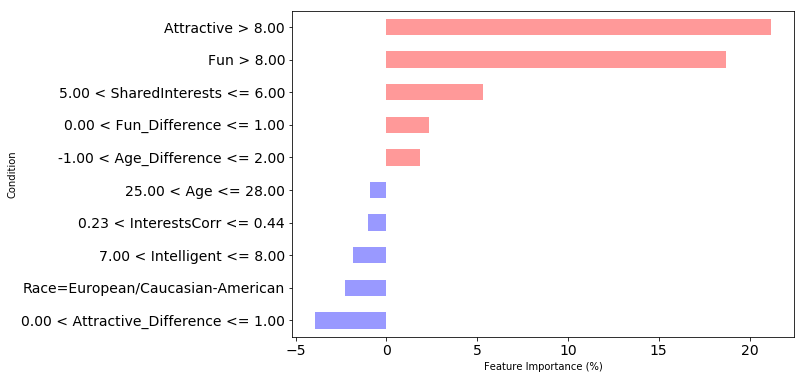 Attractive > 8.00
Fun > 8.00
5.00 < SharedInterests <= 6.00
0.00 < Fun_Difference <= 1.00
-1.00 < Age_Difference <= 2.00
25.00 < Age <= 28.00
0.23 < InterestsCorr <= 0.44
7.00 < Intelligent <= 8.00
Race=European/Caucasian-American
0.00 < Attractive_Difference <= 1.00
Condition
−5 0 5 10 15 20
Feature Importance (%)